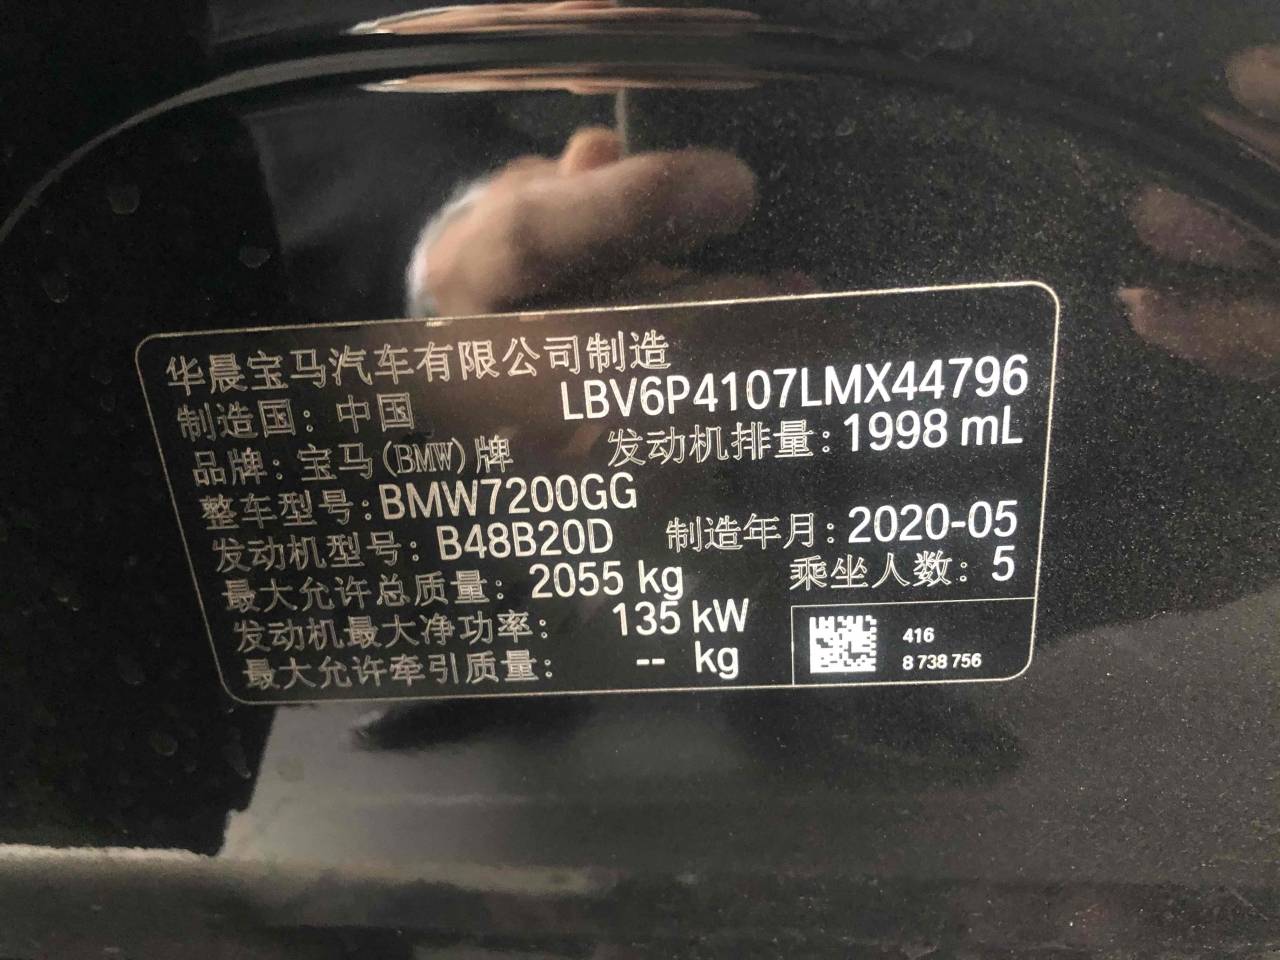 华晨宝马汽车有限公司制造
制造国：中国 LBV6P4107LMX44796
品牌：宝马(BMW)牌 发动机排量：1998 mL
整车型号：BMW7200GG
发动机型号：B48B20D 制造年月：2020-05
最大允许总质量：2055 kg 乘坐人数：5
发动机最大净功率：135 kW
最大允许牵引质量：-- kg
416
8 738 756